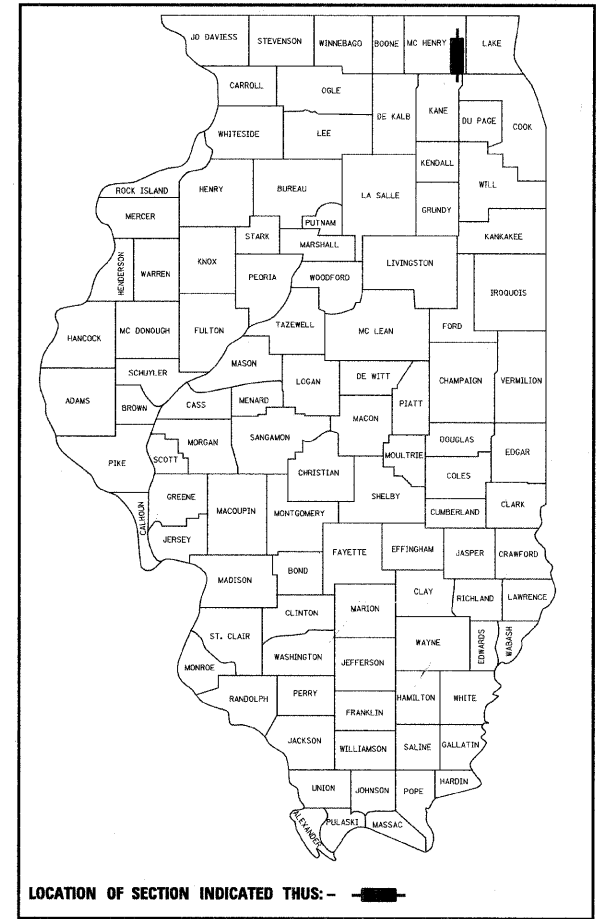 JO DAVIESS STEVENSON WINNEBAGO BOONE MC HENRY LAKE
CARROLL OGLE DE KALB KANE DU PAGE COOK
WHITESIDE LEE
KENDALL
ROCK ISLAND HENRY BUREAU LA SALLE WILL
MERCER PUTNAM GRUNDY
STARK MARSHALL KANKAKEE
HENDERSON WARREN KNOX PEORIA WOODFORD LIVINGSTON IROQUOIS
HANCOCK MC DONOUGH FULTON TAZEWELL MC LEAN FORD
SCHUYLER MASON LOGAN DE WITT CHAMPAIGN VERMILION
ADAMS BROWN CASS MENARD PIATT
MACON
MORGAN SANGAMON MOULTRIE DOUGLAS EDGAR
PIKE SCOTT CHRISTIAN COLES
CALHOUN GREENE MACOUPIN MONTGOMERY SHELBY CUMBERLAND CLARK
JERSEY FAYETTE EFFINGHAM JASPER CRAWFORD
MADISON BOND
CLINTON MARION CLAY RICHLAND LAWRENCE
ST. CLAIR WAYNE EDWARDS WABASH
MONROE WASHINGTON JEFFERSON
RANDOLPH PERRY HAMILTON WHITE
FRANKLIN
JACKSON WILLIAMSON SALINE GALLATIN
UNION JOHNSON POPE HARDIN
ALEXANDER PULASKI MASSAC
LOCATION OF SECTION INDICATED THUS: -